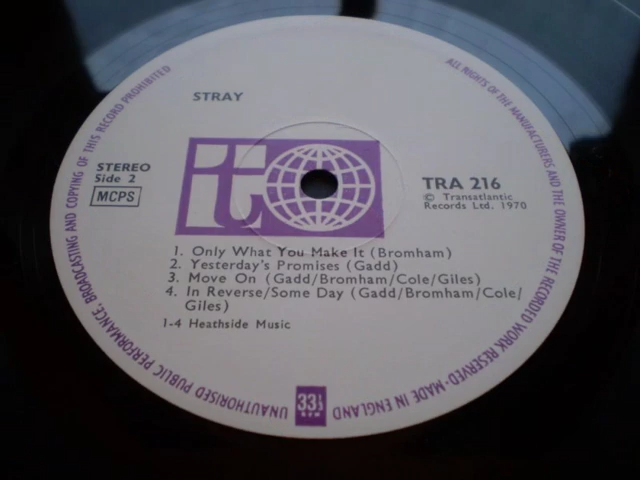 STRAY
STEREO
Side 2
MCPS
it
TRA 216
© Transatlantic
Records Ltd. 1970
1. Only What You Make It (Bromham)
2. Yesterday's Promises (Gadd)
3. Move On (Gadd/Bromham/Cole/Giles)
4. In Reverse/Some Day (Gadd/Bromham/Cole/
Giles)
1-4 Heathside Music
33⅓
RPM
ALL RIGHTS OF THE MANUFACTURERS AND THE OWNER OF THE RECORDED WORK RESERVED-MADE IN ENGLAND
UNAUTHORISED PUBLIC PERFORMANCE, BROADCASTING AND COPYING OF THIS RECORD PROHIBITED